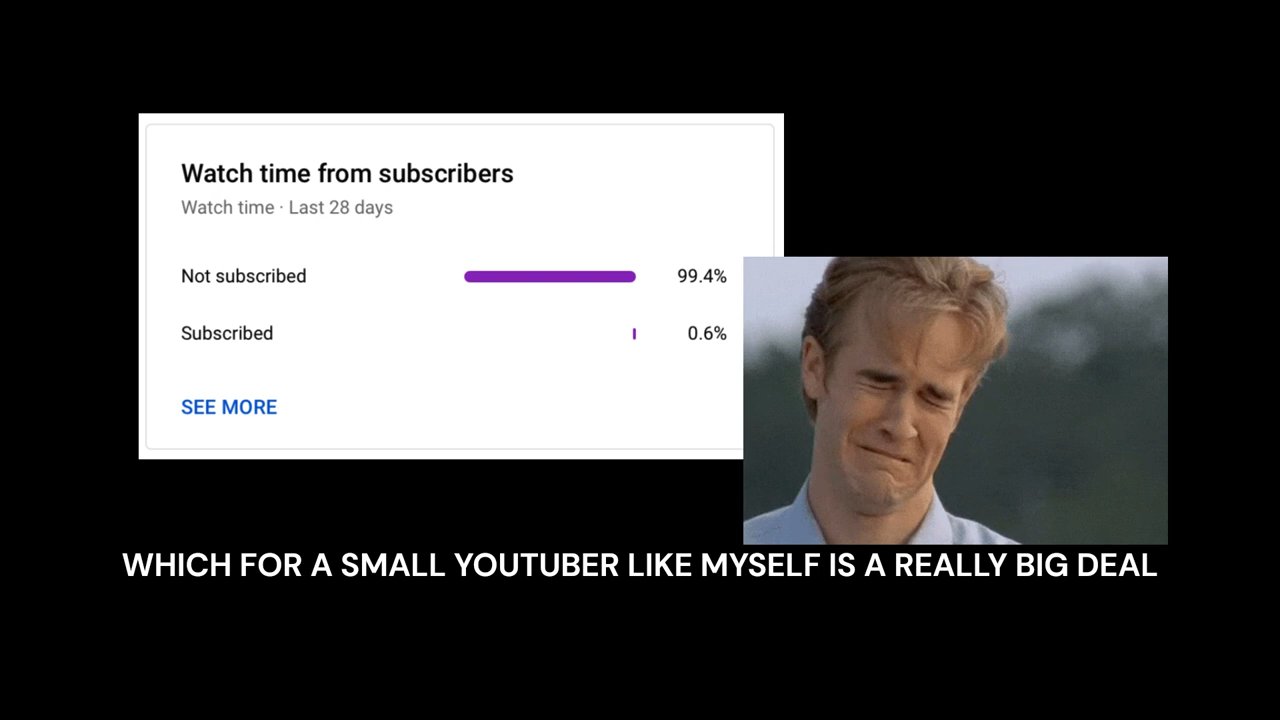 Watch time from subscribers
Watch time · Last 28 days
Not subscribed 99.4%
Subscribed 0.6%
SEE MORE
WHICH FOR A SMALL YOUTUBER LIKE MYSELF IS A REALLY BIG DEAL